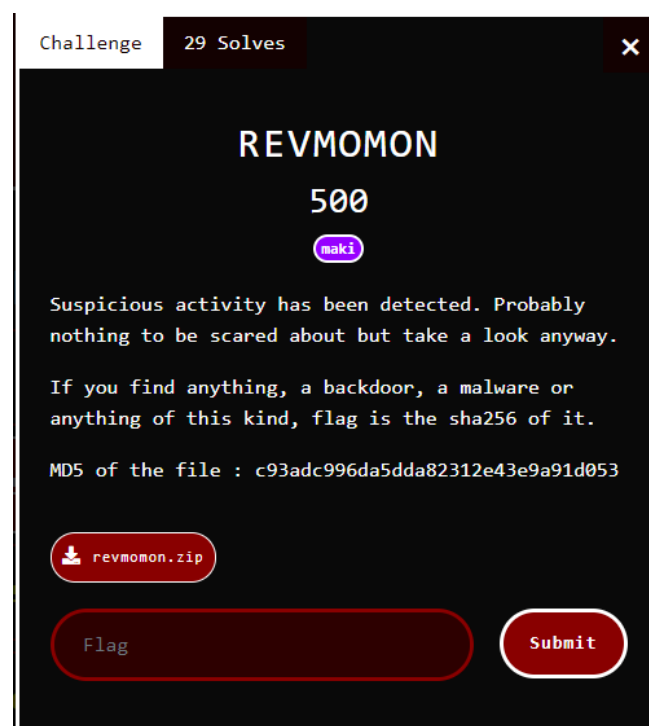 Challenge
29 Solves
×
REVMOMON
500
maki
Suspicious activity has been detected. Probably
nothing to be scared about but take a look anyway.
If you find anything, a backdoor, a malware or
anything of this kind, flag is the sha256 of it.
MD5 of the file : c93adc996da5dda82312e43e9a91d053
revmomon.zip
Flag
Submit